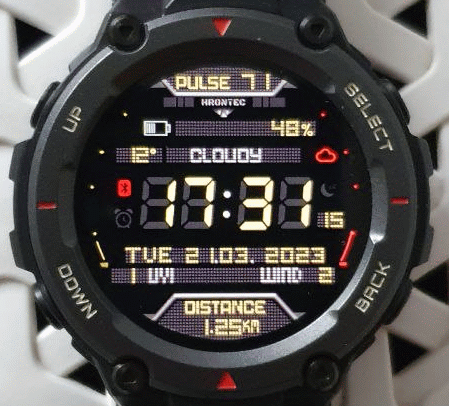 PULSE 71
HRONTEC
UP
SELECT
48%
12° CLOUDY
17:31 15
TUE 21.03. 2023
1 UVI WIND 2
DOWN
BACK
DISTANCE
1.25KM